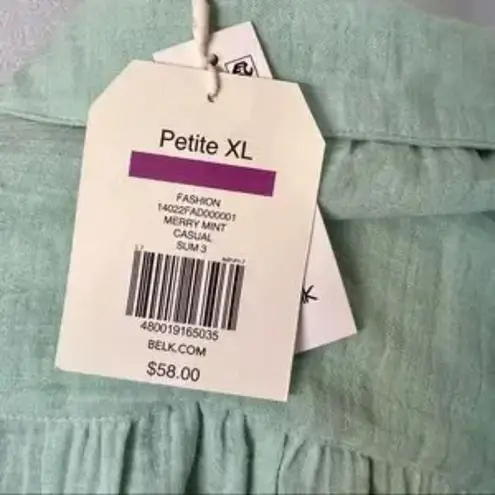 Petite XL
FASHION
14022FAD000001
MERRY MINT
CASUAL
SUM 3
480019165035
BELK.COM
$58.00